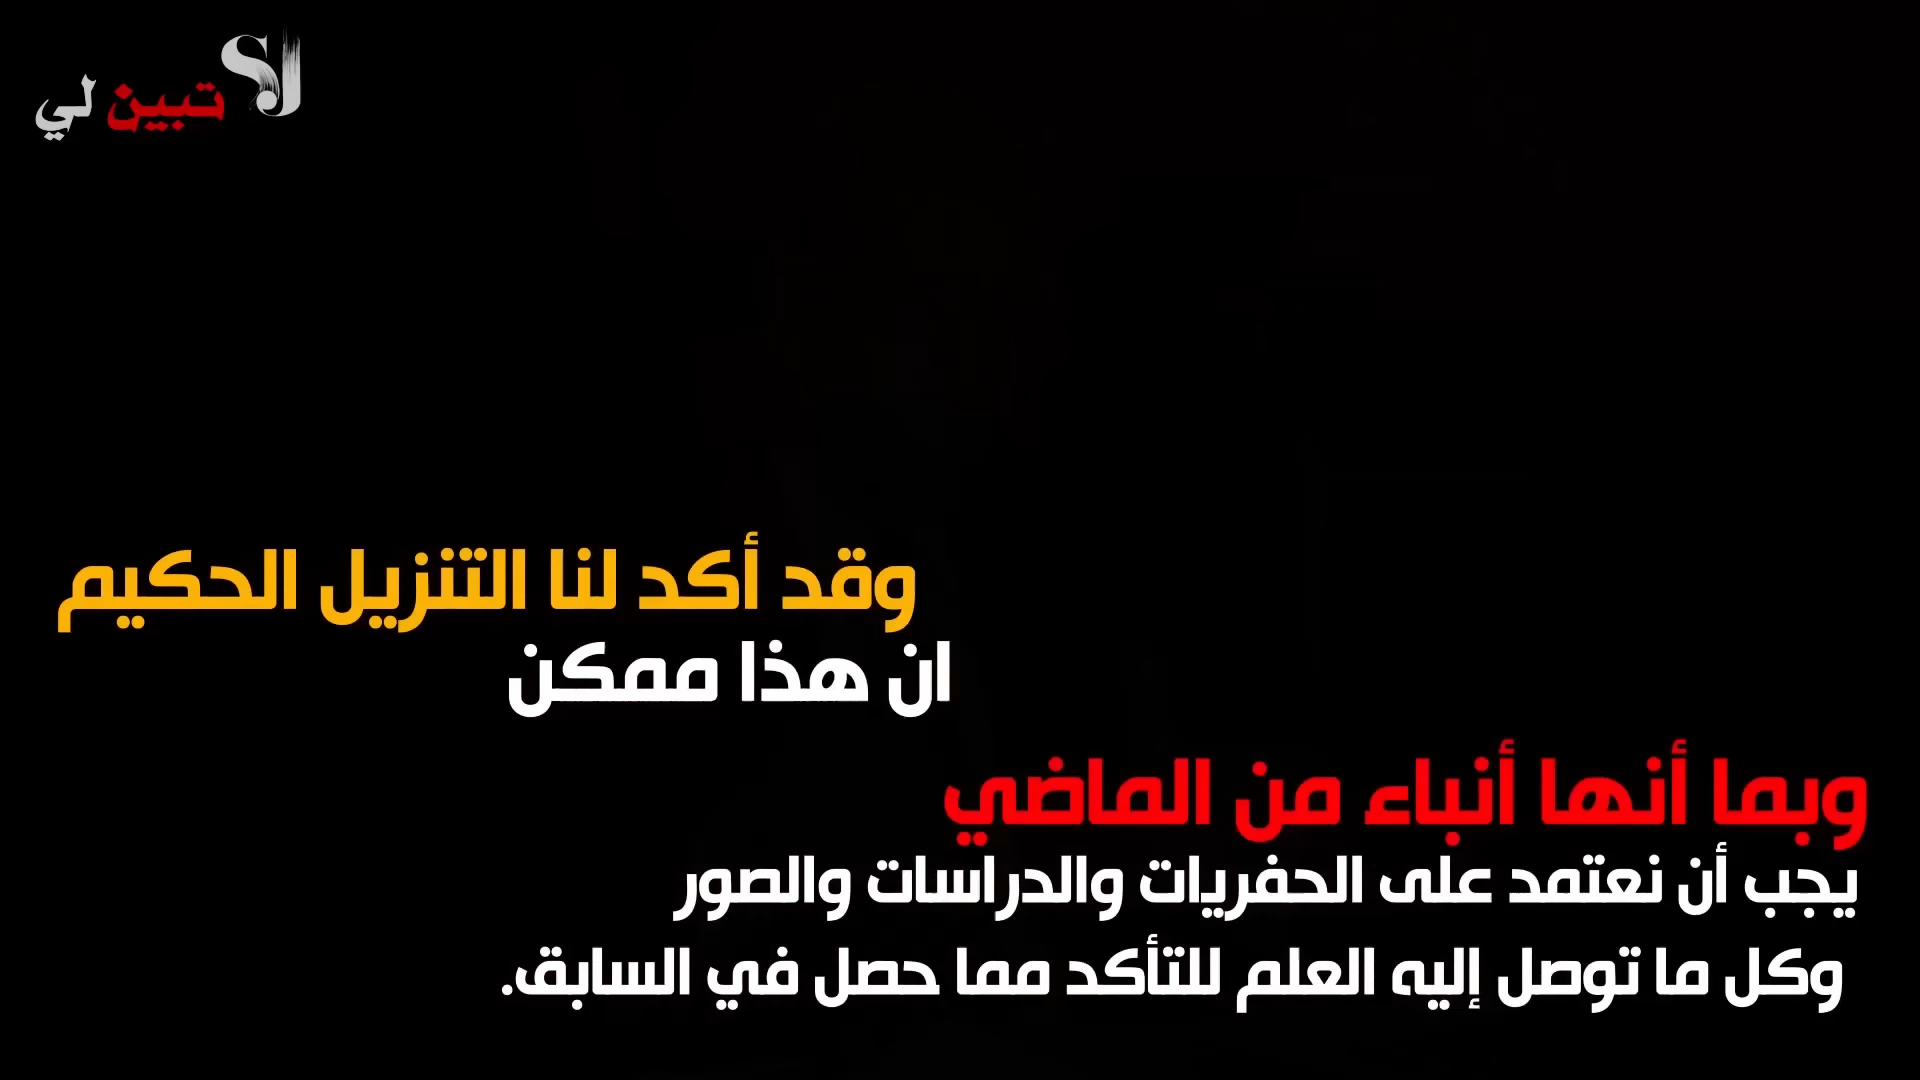 تبين لي
وقد أكد لنا التنزيل الحكيم
ان هذا ممكن
وبما أنها أنباء من الماضي
يجب أن نعتمد على الحفريات والدراسات والصور
وكل ما توصل إليه العلم للتأكد مما حصل في السابق.